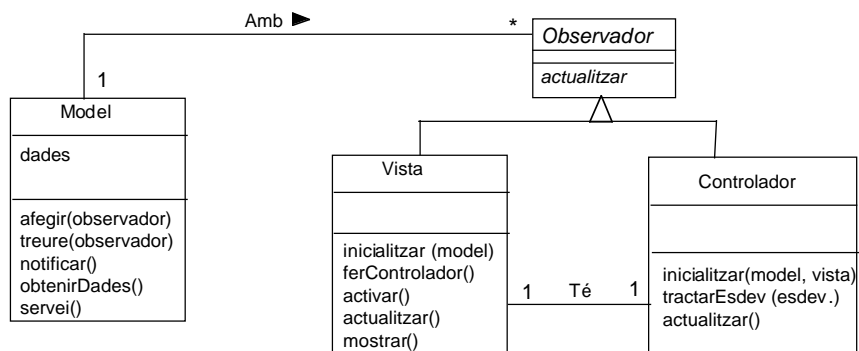 Amb ►
*
Observador
actualitzar
1
Model
dades
afegir(observador)
treure(observador)
notificar()
obtenirDades()
servei()
Vista
inicialitzar (model)
ferControlador()
activar()
actualitzar()
mostrar()
1 Té 1
Controlador
inicialitzar(model, vista)
tractarEsdev (esdev.)
actualitzar()